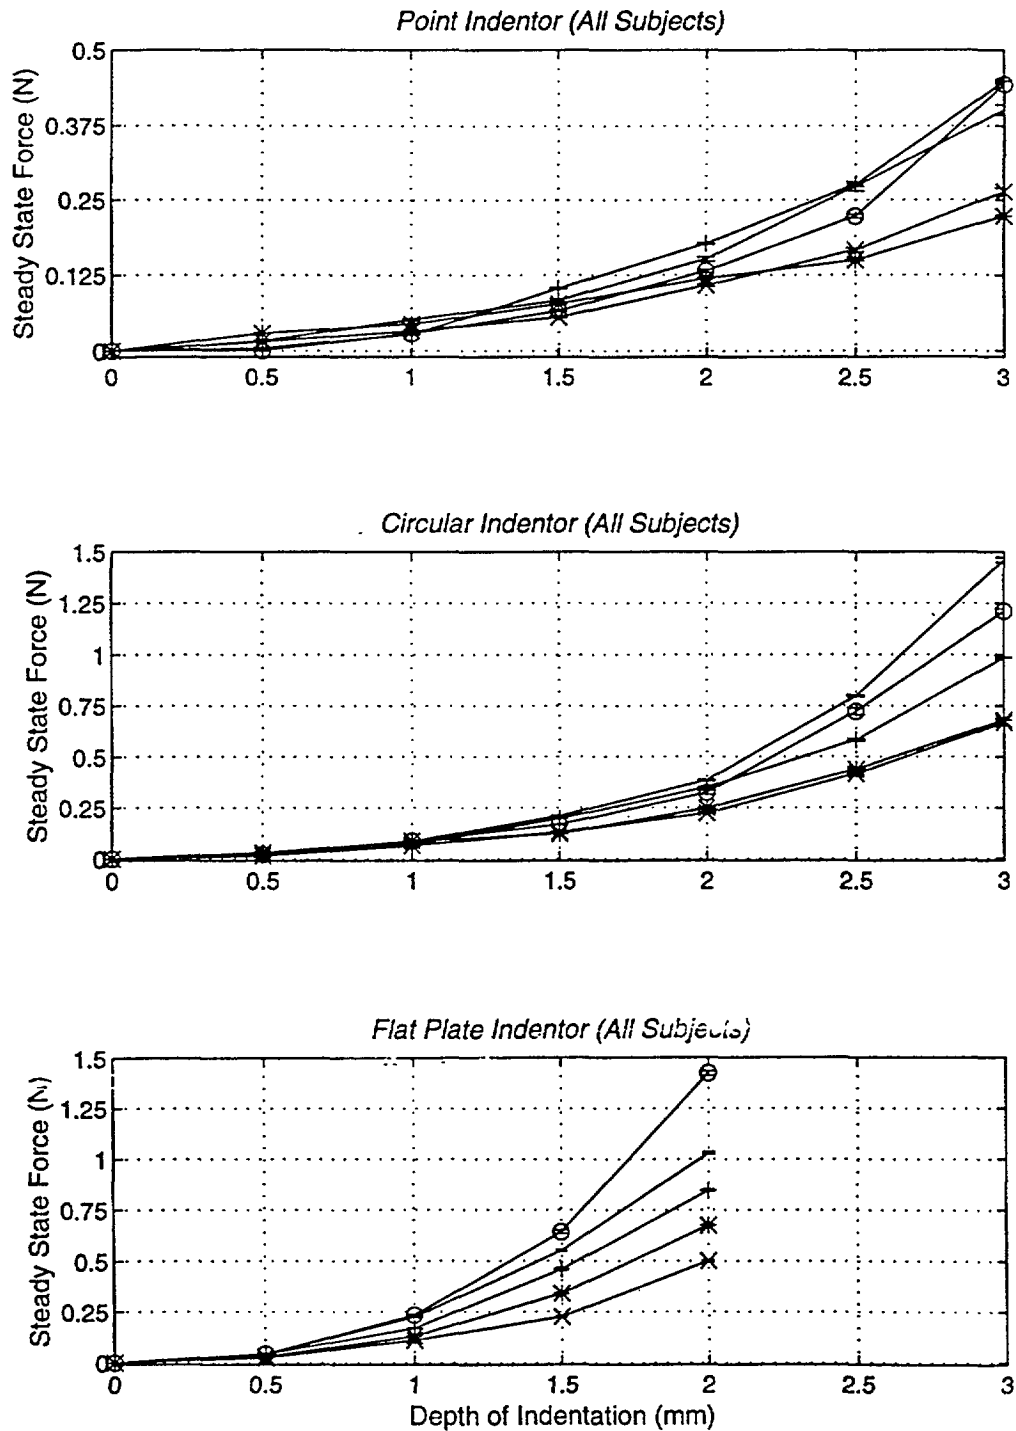 Point Indentor (All Subjects)
Steady State Force (N)
0.5
0.375
0.25
0.125
0
0 0.5 1 1.5 2 2.5 3
Circular Indentor (All Subjects)
Steady State Force (N)
1.5
1.25
1
0.75
0.5
0.25
0
0 0.5 1 1.5 2 2.5 3
Flat Plate Indentor (All Subjects)
Steady State Force (N)
1.5
1.25
1
0.75
0.5
0.25
0
0 0.5 1 1.5 2 2.5 3
Depth of Indentation (mm)